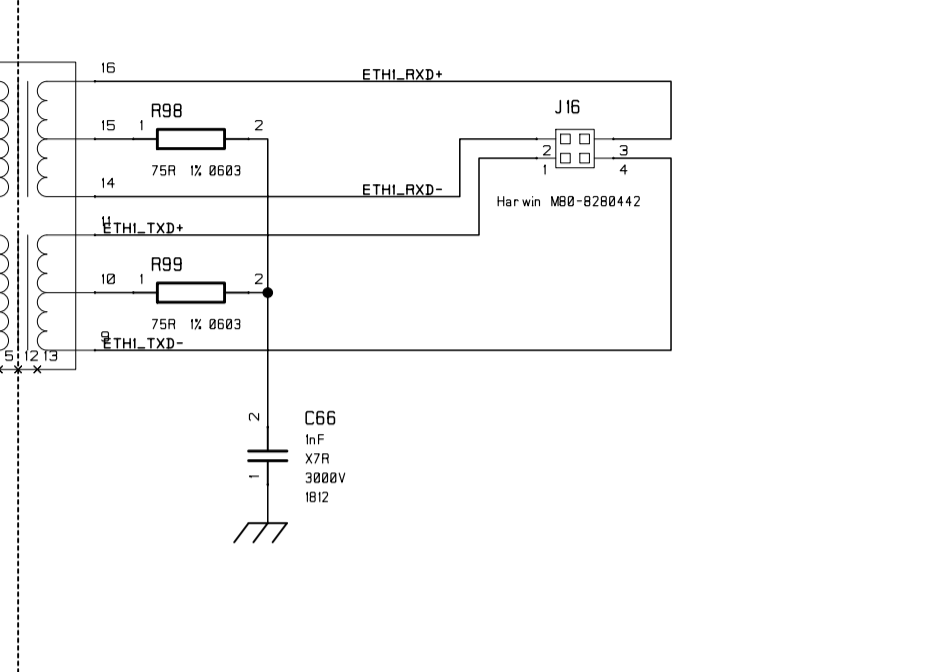 16
ETH1_RXD+
R98
J16
15 1 2
2 3
75R 1% 0603
1 4
14
ETH1_RXD-
Harwin M80-8280442
11
ETH1_TXD+
R99
10 1 2
75R 1% 0603
9
ETH1_TXD-
5 12 13
2
C66
1nF
X7R
1
3000V
1812